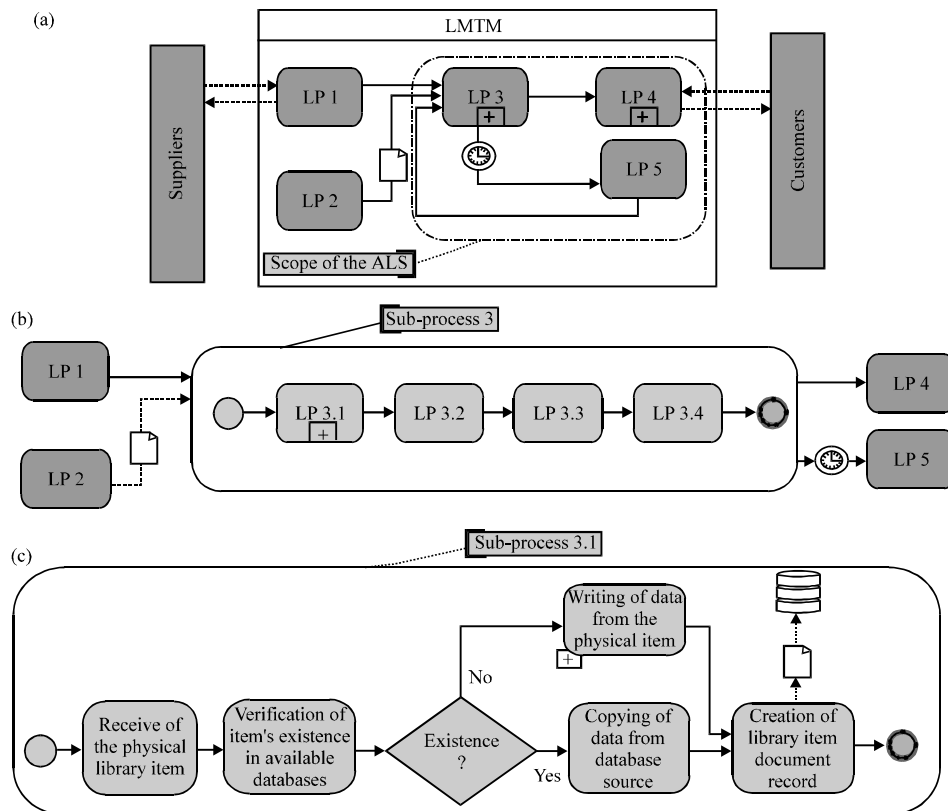 (a)
LMTM
Suppliers
LP 1
LP 2
LP 3
+
LP 4
+
LP 5
Customers
Scope of the ALS
(b)
Sub-process 3
LP 1
LP 2
LP 3.1
+
LP 3.2
LP 3.3
LP 3.4
LP 4
LP 5
(c)
Sub-process 3.1
Receive of
the physical
library item
Verification of
item's existence
in available
databases
Existence
?
No
Yes
Writing of data
from the
physical item
+
Copying of
data from
database
source
Creation of
library item
document
record